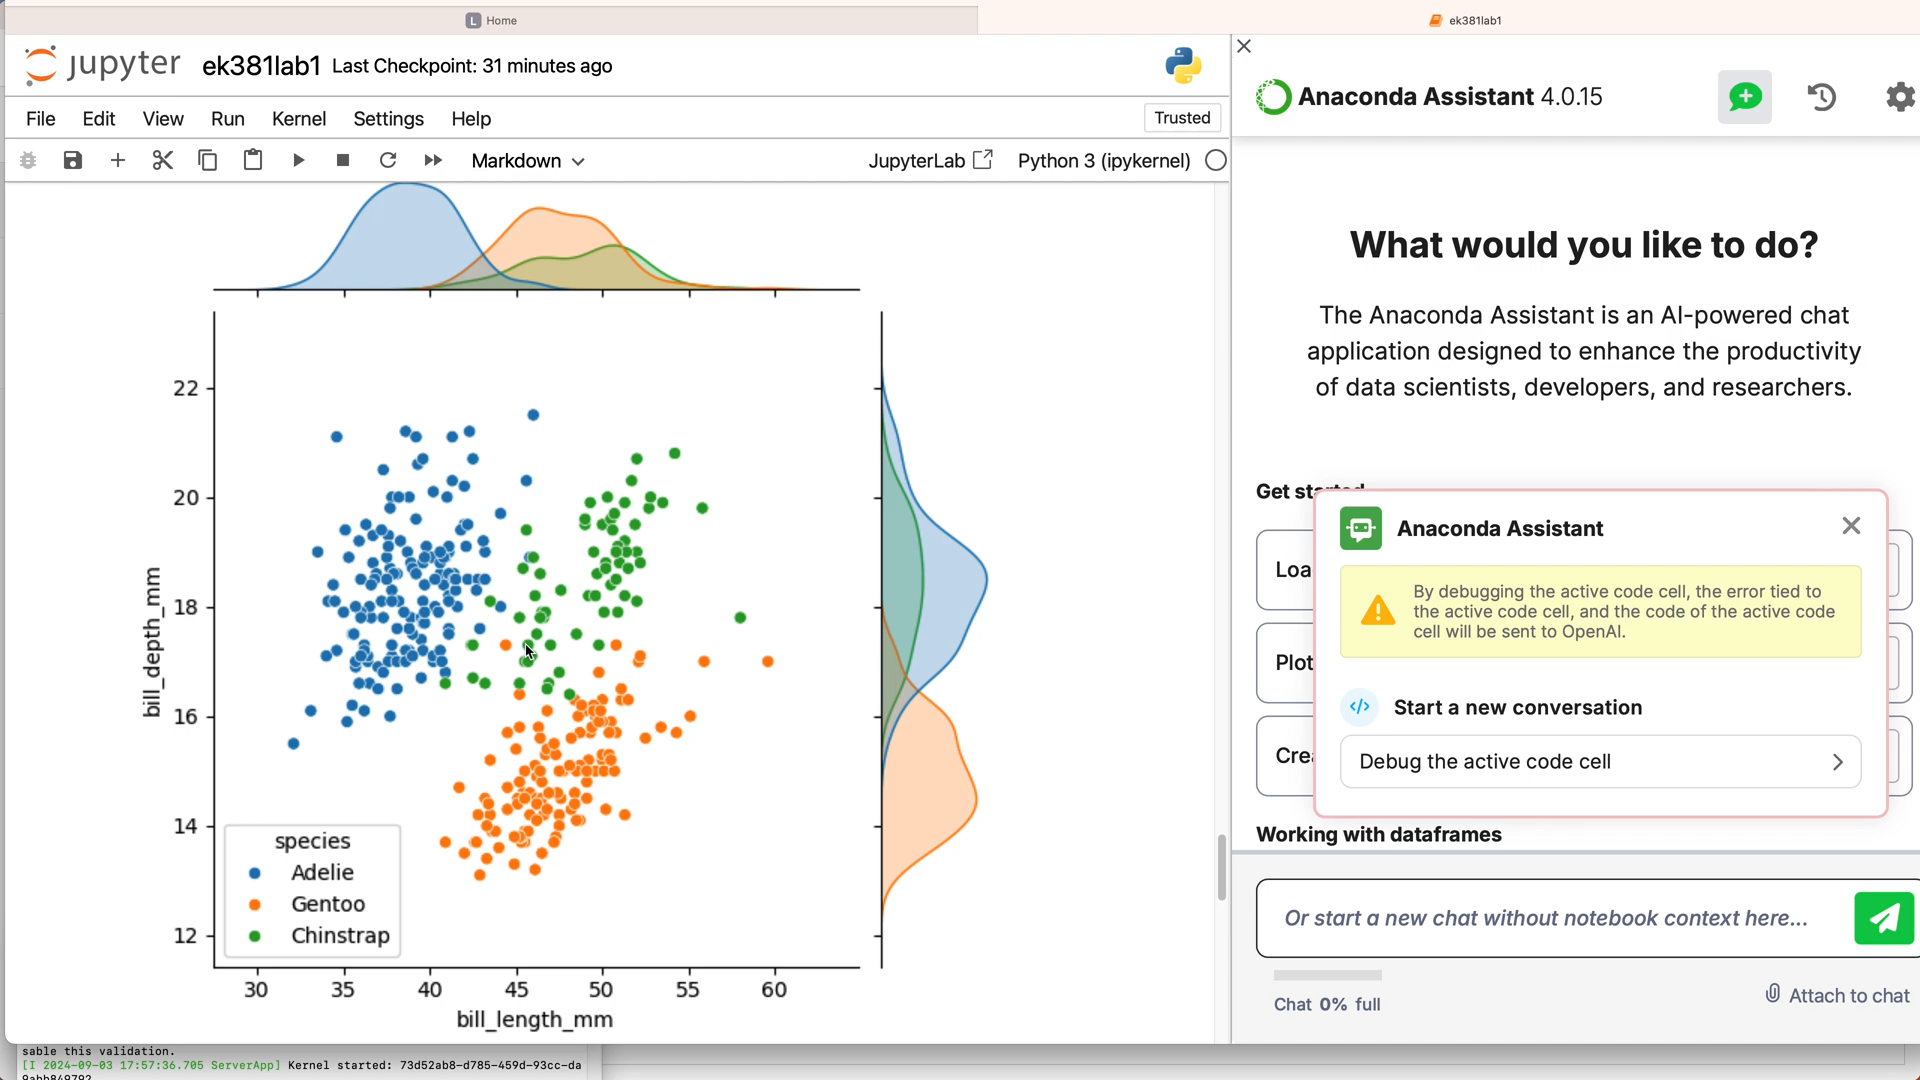 L Home
ek381lab1
jupyter ek381lab1 Last Checkpoint: 31 minutes ago
File Edit View Run Kernel Settings Help
Trusted
Markdown
JupyterLab
Python 3 (ipykernel)
22
20
18
16
14
12
bill_depth_mm
species
Adelie
Gentoo
Chinstrap
30 35 40 45 50 55 60
bill_length_mm
sable this validation.
[I 2024-09-03 17:57:36.705 ServerApp] Kernel started: 73d52ab8-d785-459d-93cc-da
Anaconda Assistant 4.0.15
What would you like to do?
The Anaconda Assistant is an AI-powered chat
application designed to enhance the productivity
of data scientists, developers, and researchers.
Get started
Loa
Plot
Crea
Anaconda Assistant
By debugging the active code cell, the error tied to
the active code cell, and the code of the active code
cell will be sent to OpenAI.
</> Start a new conversation
Debug the active code cell
Working with dataframes
Or start a new chat without notebook context here...
Chat 0% full
Attach to chat